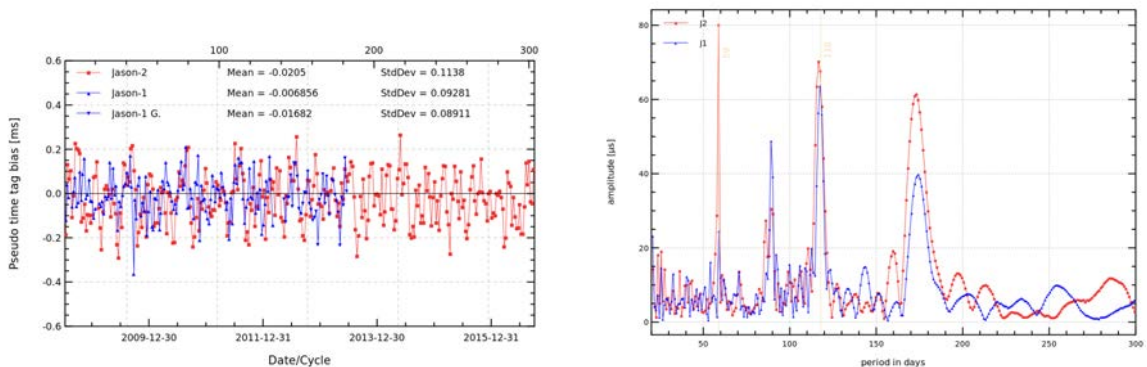 100 200 300
0.6
Jason-2 Mean = -0.0205 StdDev = 0.1138
Jason-1 Mean = -0.006856 StdDev = 0.09281
Jason-1 G. Mean = -0.01682 StdDev = 0.08911
0.4
0.2
0.0
-0.2
-0.4
-0.6
Pseudo time tag bias [ms]
2009-12-30 2011-12-31 2013-12-31 2015-12-31
Date/Cycle
J2
J1
80
60
40
20
0
amplitude [µs]
50 100 150 200 250 300
period in days